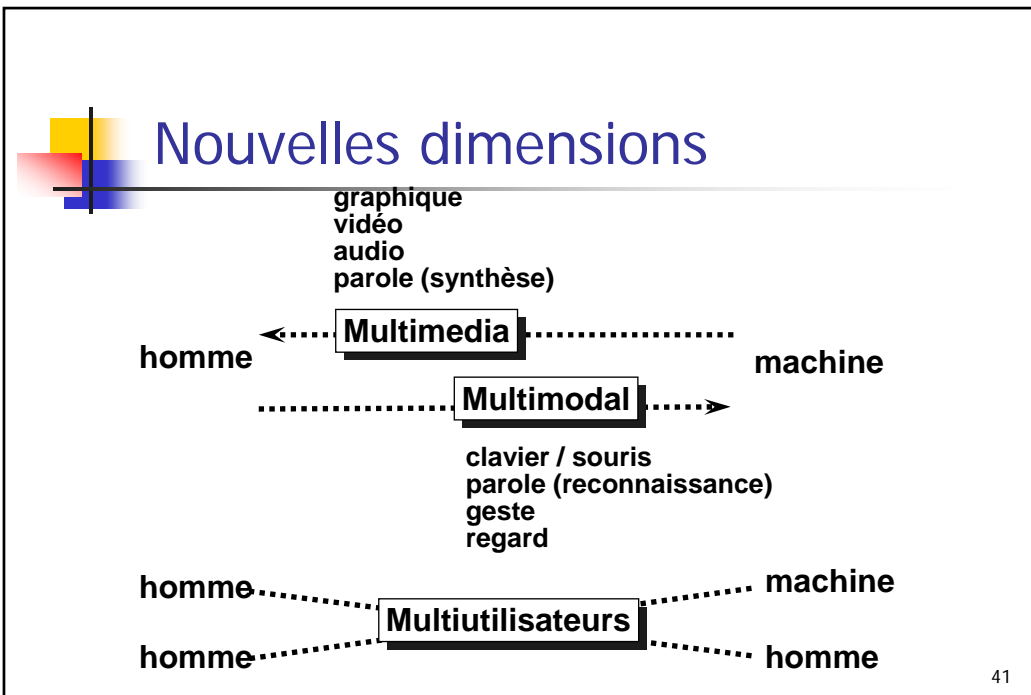 Nouvelles dimensions
graphique
vidéo
audio
parole (synthèse)
Multimedia
homme
machine
Multimodal
clavier / souris
parole (reconnaissance)
geste
regard
homme
machine
Multiutilisateurs
homme
homme
41